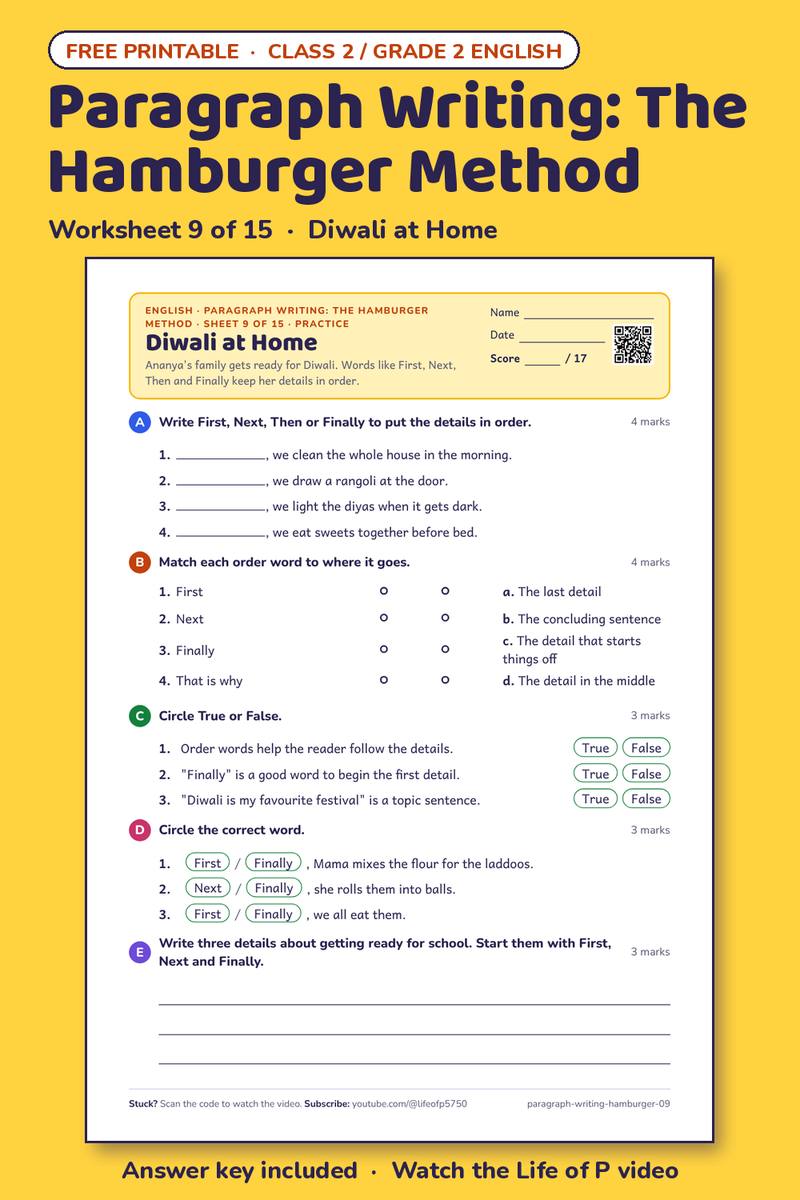 FREE PRINTABLE · CLASS 2 / GRADE 2 ENGLISH
Paragraph Writing: The
Hamburger Method
Worksheet 9 of 15 · Diwali at Home
ENGLISH · PARAGRAPH WRITING: THE HAMBURGER
METHOD · SHEET 9 OF 15 · PRACTICE
Diwali at Home
Ananya's family gets ready for Diwali. Words like First, Next,
Then and Finally keep her details in order.
Name
Date
Score / 17
A Write First, Next, Then or Finally to put the details in order. 4 marks
1. , we clean the whole house in the morning.
2. , we draw a rangoli at the door.
3. , we light the diyas when it gets dark.
4. , we eat sweets together before bed.
B Match each order word to where it goes. 4 marks
1. First a. The last detail
2. Next b. The concluding sentence
3. Finally c. The detail that starts
things off
4. That is why d. The detail in the middle
C Circle True or False. 3 marks
1. Order words help the reader follow the details. True False
2. "Finally" is a good word to begin the first detail. True False
3. "Diwali is my favourite festival" is a topic sentence. True False
D Circle the correct word. 3 marks
1. First / Finally , Mama mixes the flour for the laddoos.
2. Next / Finally , she rolls them into balls.
3. First / Finally , we all eat them.
E Write three details about getting ready for school. Start them with First,
Next and Finally. 3 marks
Stuck? Scan the code to watch the video. Subscribe: youtube.com/@lifeofp5750 paragraph-writing-hamburger-09
Answer key included · Watch the Life of P video